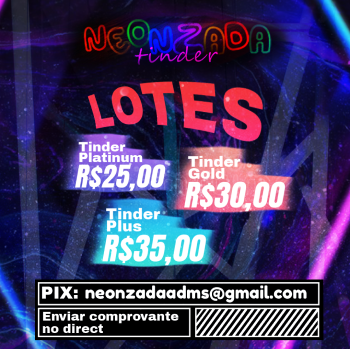 NEONZADA
tinder
LOTES
Tinder
Platinum
R$25,00
Tinder
Gold
R$30,00
Tinder
Plus
R$35,00
PIX: neonzadaadms@gmail.com
Enviar comprovante
no direct